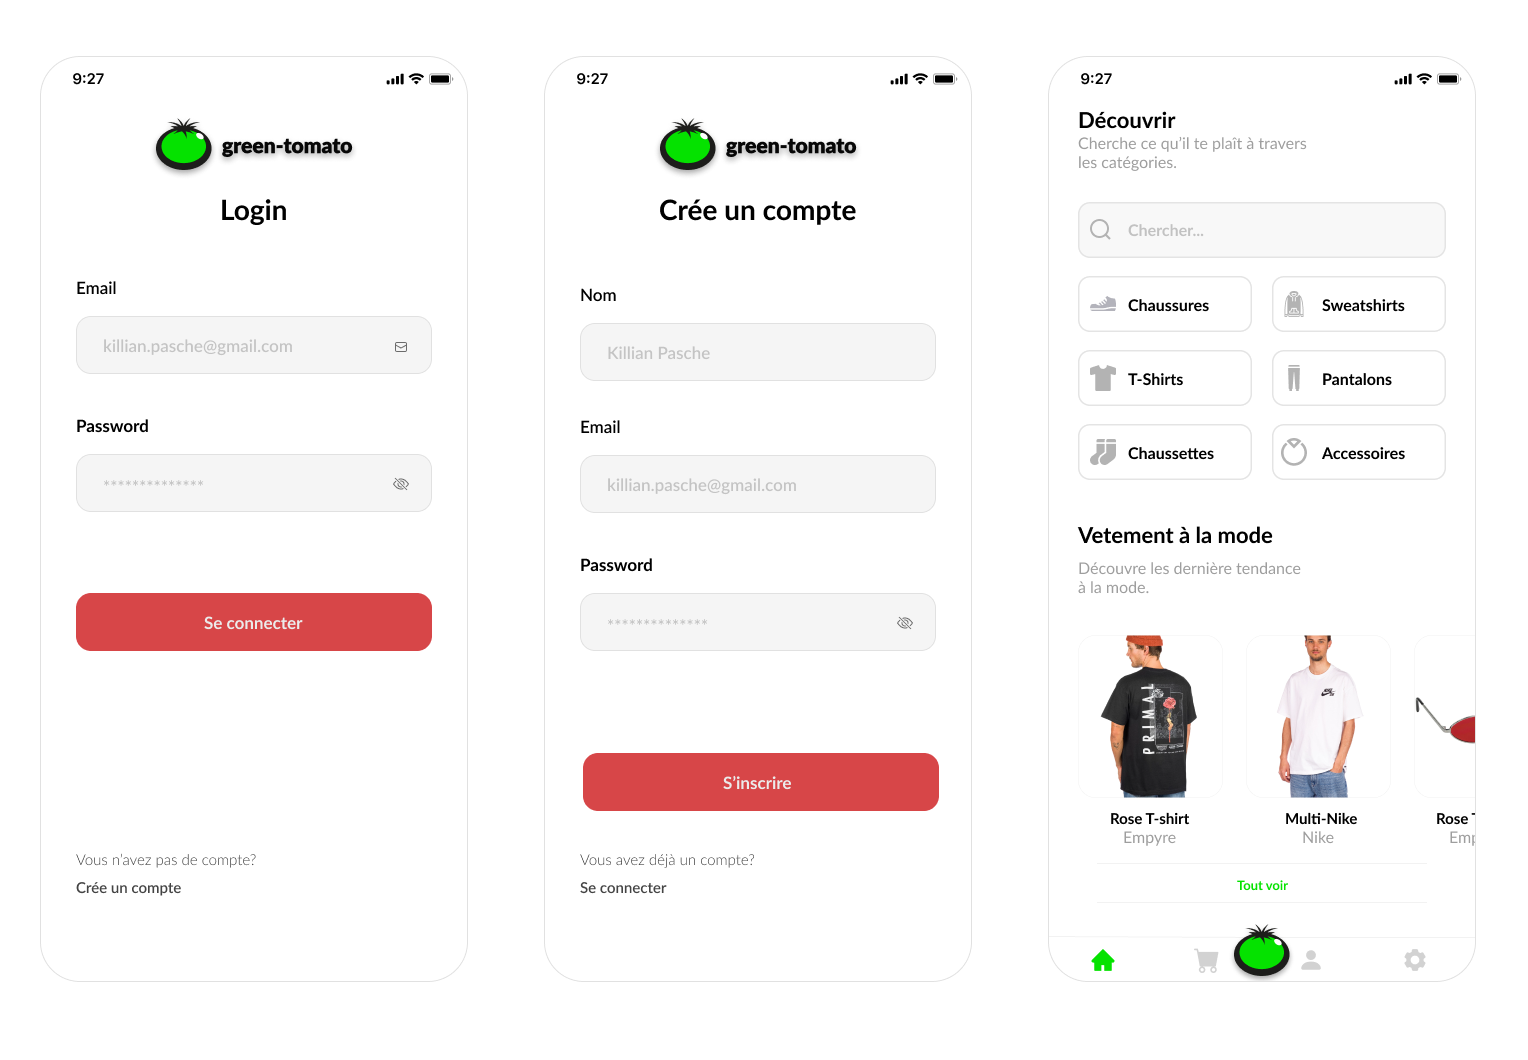 9:27
green-tomato
Login
Email
killian.pasche@gmail.com
Password
**************
Se connecter
Vous n'avez pas de compte?
Crée un compte
9:27
green-tomato
Crée un compte
Nom
Killian Pasche
Email
killian.pasche@gmail.com
Password
**************
S'inscrire
Vous avez déjà un compte?
Se connecter
9:27
Découvrir
Cherche ce qu'il te plaît à travers
les catégories.
Chercher...
Chaussures
Sweatshirts
T-Shirts
Pantalons
Chaussettes
Accessoires
Vetement à la mode
Découvre les dernière tendance
à la mode.
PRIMAL
Rose T-shirt
Empyre
Multi-Nike
Nike
Rose T
Emp
Tout voir